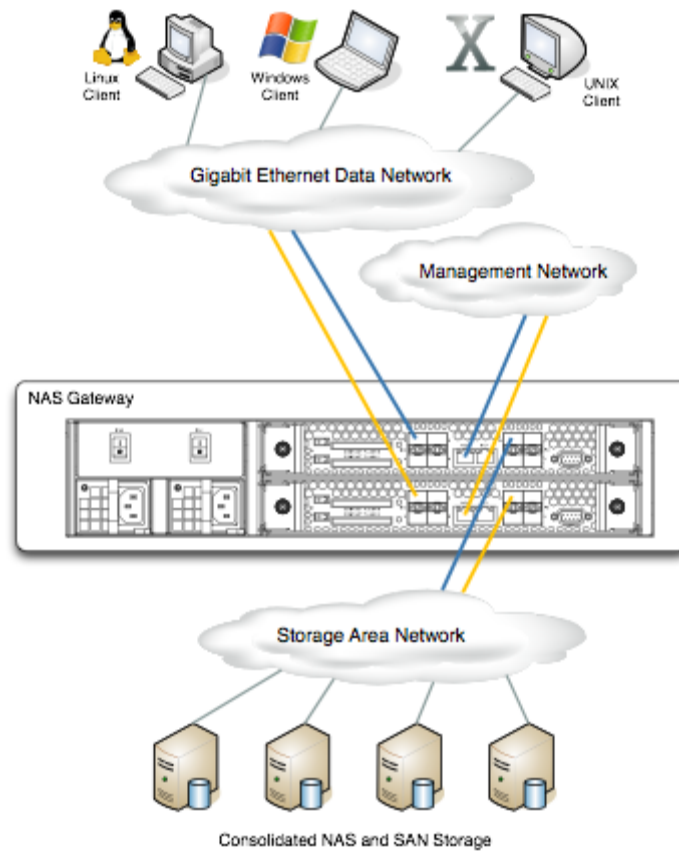 Linux
Client
Windows
Client
X
UNIX
Client
Gigabit Ethernet Data Network
Management Network
NAS Gateway
Storage Area Network
Consolidated NAS and SAN Storage